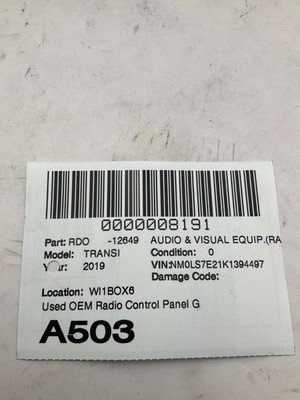 0000008191
Part: RDO -12649 AUDIO & VISUAL EQUIP.(RA
Model: TRANSI Condition: 0
Year: 2019 VIN:NM0LS7E21K1394497
Damage Code:
Location: WI1BOX6
Used OEM Radio Control Panel G
A503